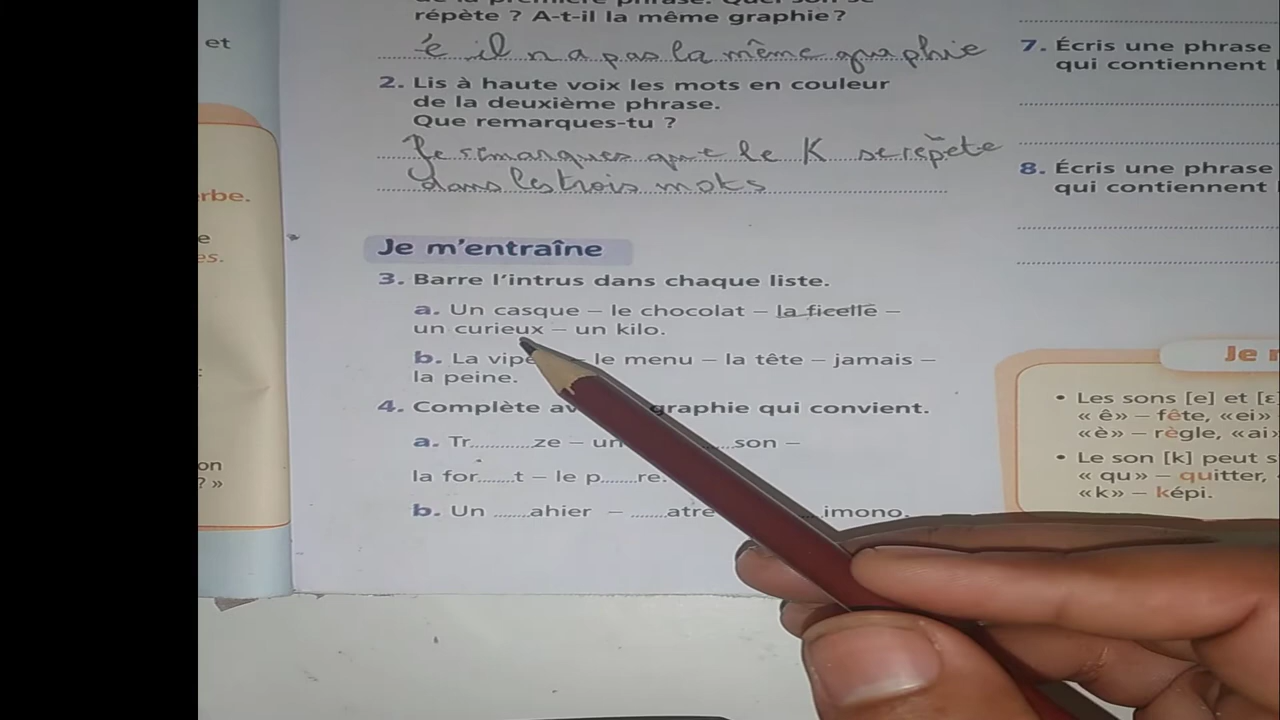 et
répète ? A-t-il la même graphie ?
é il n a pas la même graphie
2. Lis à haute voix les mots en couleur
de la deuxième phrase.
Que remarques-tu ?
Je remarques que le K se répète
dans les trois mots
Je m'entraîne
3. Barre l'intrus dans chaque liste.
a. Un casque – le chocolat – la ficelle –
un curieux – un kilo.
b. La vipè – le menu – la tête – jamais –
la peine.
4. Complète av graphie qui convient.
a. Tr..........ze – un ....son –
la for......t – le p......re.
b. Un ......ahier – ......atre .imono.
7. Écris une phrase
qui contiennent
8. Écris une phrase
qui contiennent
Je
• Les sons [e] et [ɛ]
« ê» – fête, «ei»
«è» – règle, «ai»
• Le son [k] peut s
« qu» – quitter,
«k» – képi.
rbe.
e
es.
:
on
? »